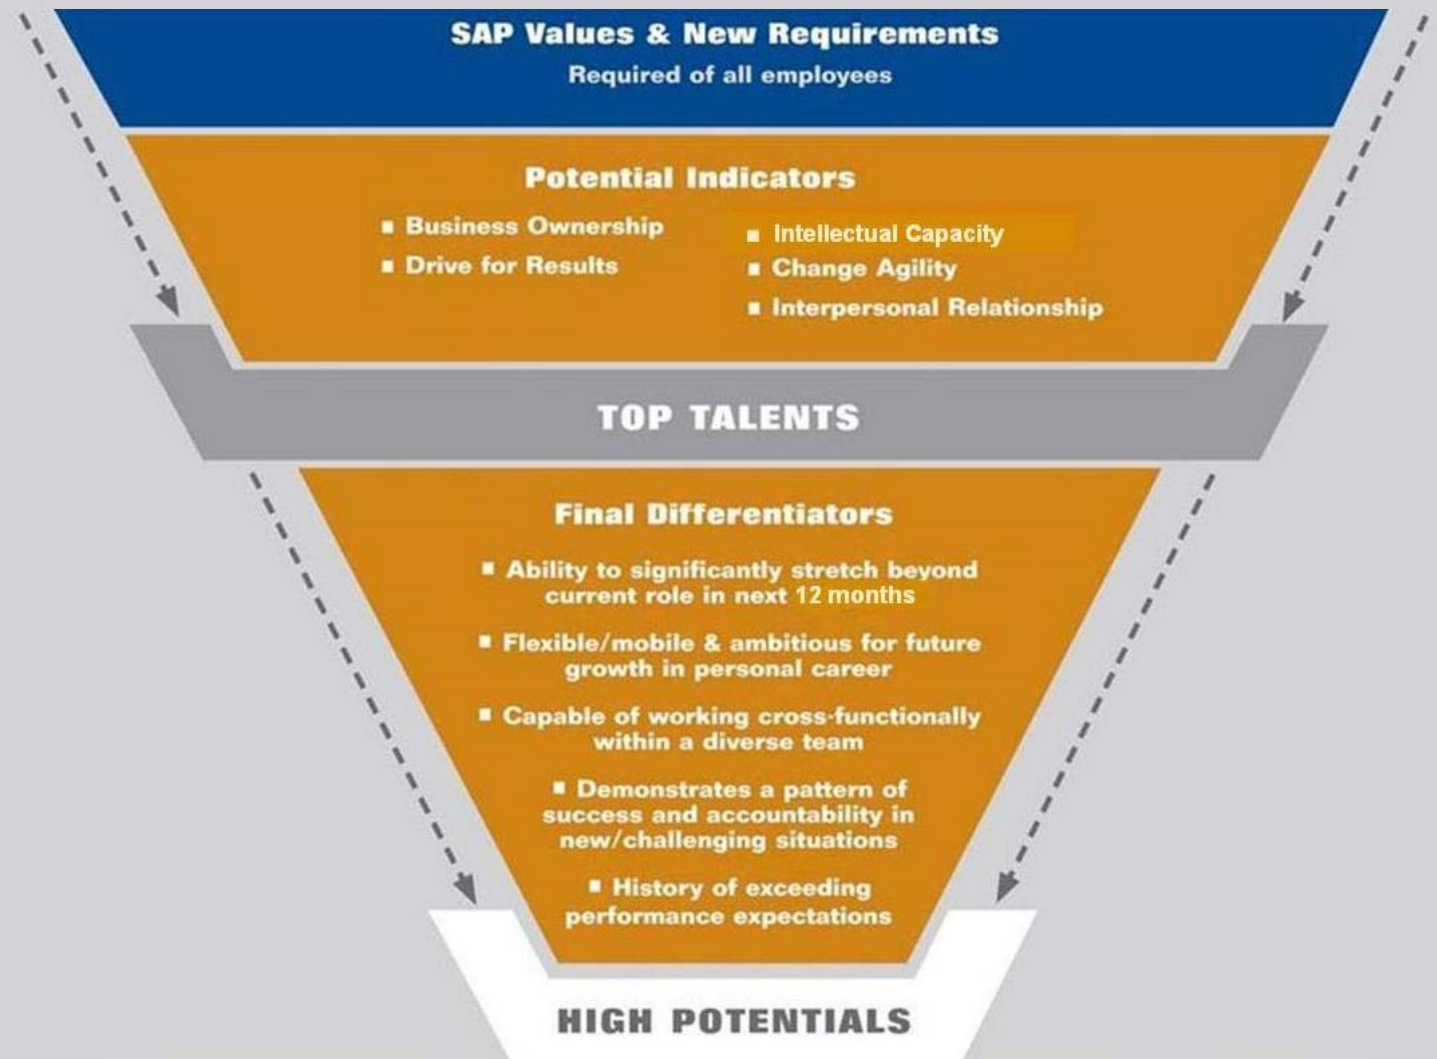 SAP Values & New Requirements
Required of all employees
Potential Indicators
■ Business Ownership
■ Drive for Results
■ Intellectual Capacity
■ Change Agility
■ Interpersonal Relationship
TOP TALENTS
Final Differentiators
■ Ability to significantly stretch beyond
current role in next 12 months
■ Flexible/mobile & ambitious for future
growth in personal career
■ Capable of working cross-functionally
within a diverse team
■ Demonstrates a pattern of
success and accountability in
new/challenging situations
■ History of exceeding
performance expectations
HIGH POTENTIALS